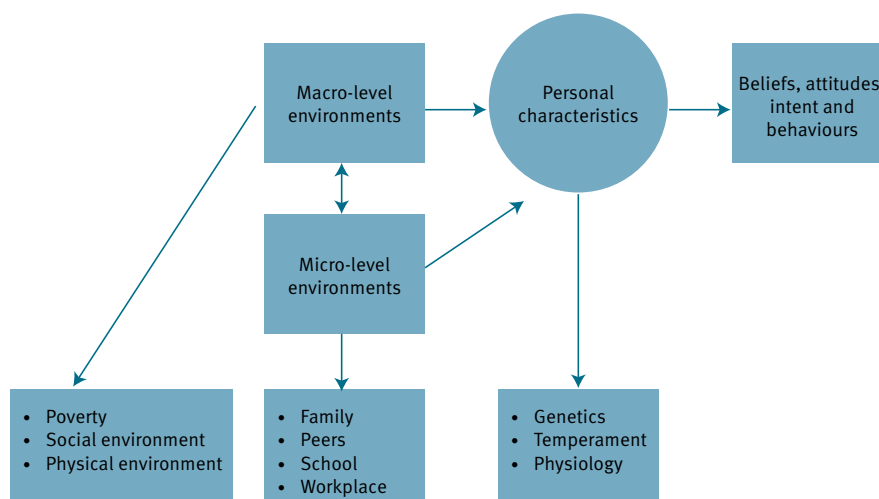 Macro-level
environments
Personal
characteristics
Beliefs, attitudes
intent and
behaviours
Micro-level
environments
• Poverty
• Social environment
• Physical environment
• Family
• Peers
• School
• Workplace
• Genetics
• Temperament
• Physiology